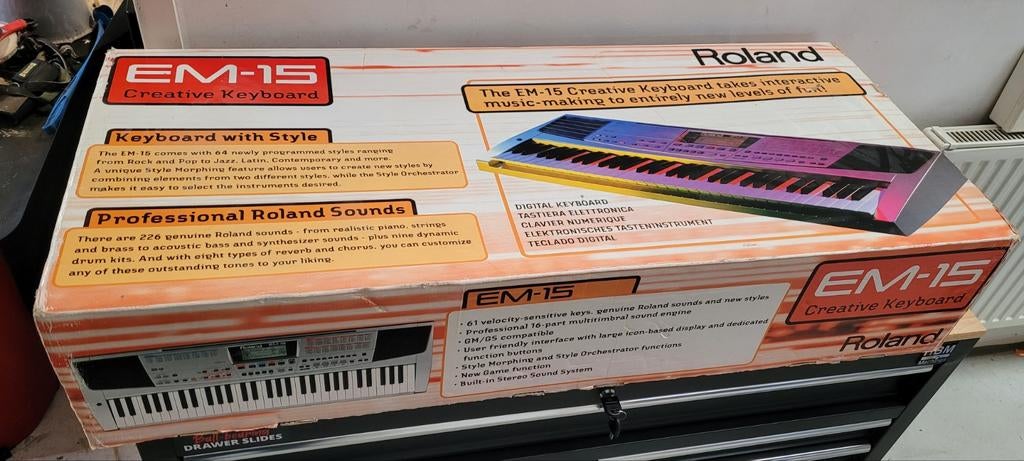 EM-15
Creative Keyboard
Roland
The EM-15 Creative Keyboard takes interactive
music-making to entirely new levels of fun!
Keyboard with Style
The EM-15 comes with 64 newly programmed styles ranging
from Rock and Pop to Jazz, Latin, Contemporary and more.
A unique Style Morphing feature allows users to create new styles by
combining elements from two different styles, while the Style Orchestrator
makes it easy to select the instruments desired.
Professional Roland Sounds
There are 226 genuine Roland sounds - from realistic piano, strings
and brass to acoustic bass and synthesizer sounds - plus nine dynamic
drum kits. And with eight types of reverb and chorus, you can customize
any of these outstanding tones to your liking.
DIGITAL KEYBOARD
TASTIERA ELETTRONICA
CLAVIER NUMERIQUE
ELEKTRONISCHES TASTENINSTRUMENT
TECLADO DIGITAL
EM-15
· 61 velocity-sensitive keys, genuine Roland sounds and new styles
· Professional 16-part multitimbral sound engine
· GM/GS compatible
· User friendly interface with large icon-based display and dedicated
function buttons
· Style Morphing and Style Orchestrator functions
· New Game function
· Built-in Stereo Sound System
EM-15
Creative Keyboard
Roland
Ball-bearing
DRAWER SLIDES